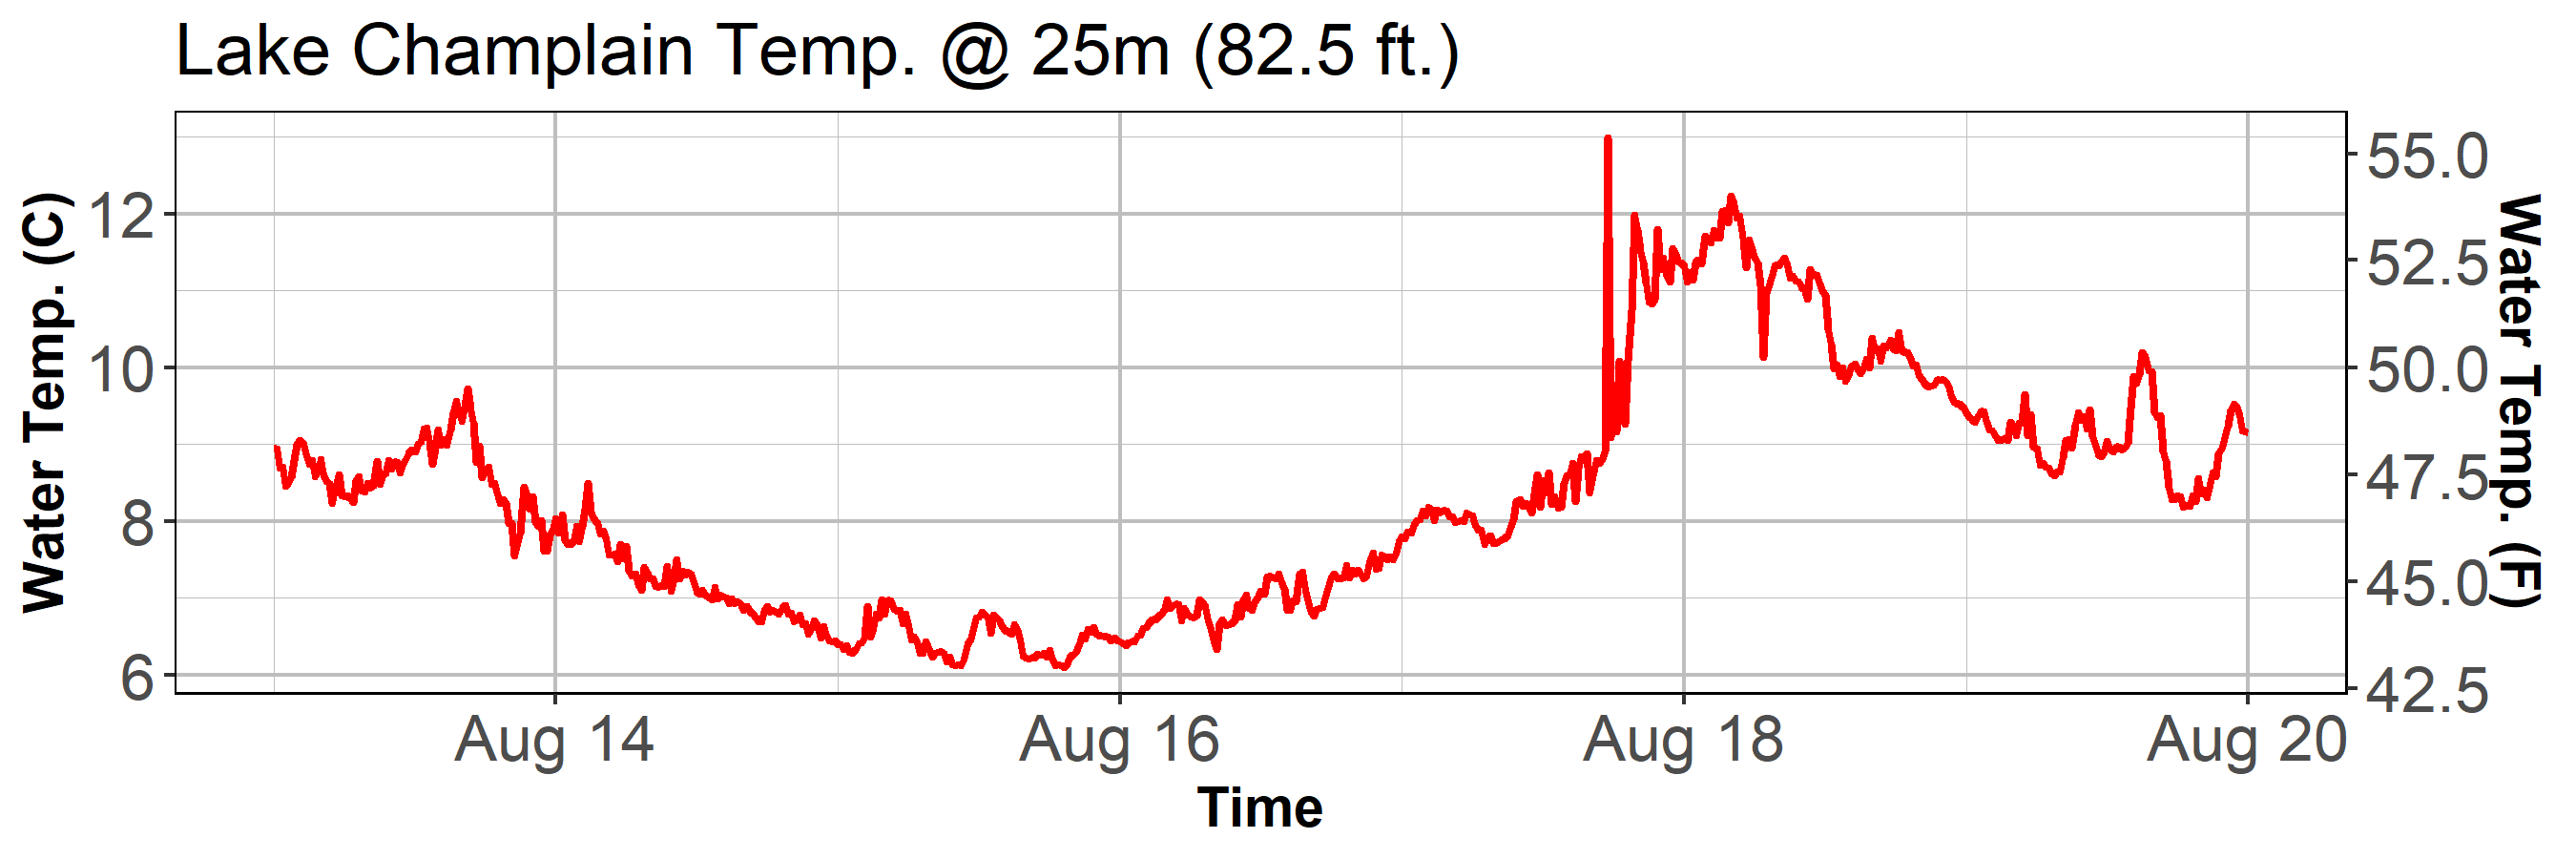 Lake Champlain Temp. @ 25m (82.5 ft.)
Water Temp. (C)
12
10
8
6
55.0
52.5
50.0
47.5
45.0
42.5
Water Temp. (F)
Aug 14 Aug 16 Aug 18 Aug 20
Time